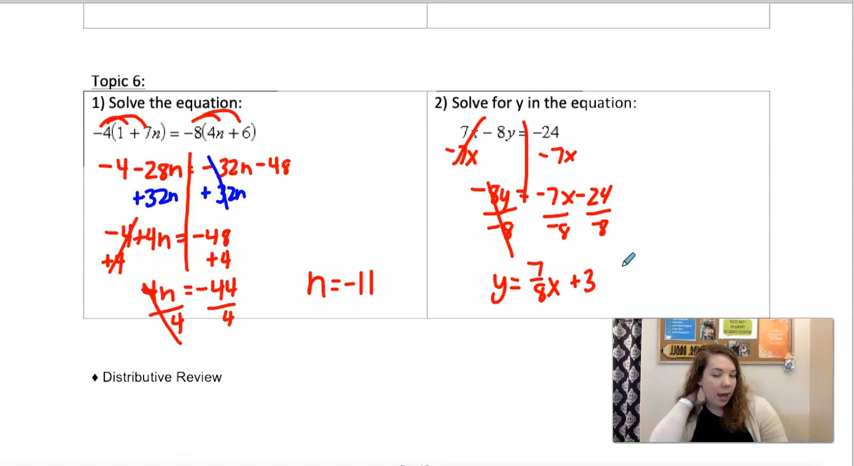 Topic 6:
1) Solve the equation:
−4(1 + 7n) = −8(4n + 6)
-4 - 28n = -32n - 48
+32n + 32n
-4 + 4n = -48
+4 +4
4n = -44
4 4
n = -11
2) Solve for y in the equation:
7x − 8y = −24
-7x -7x
-8y = -7x - 24
-8 -8 -8
y = 7/8 x + 3
♦ Distributive Review